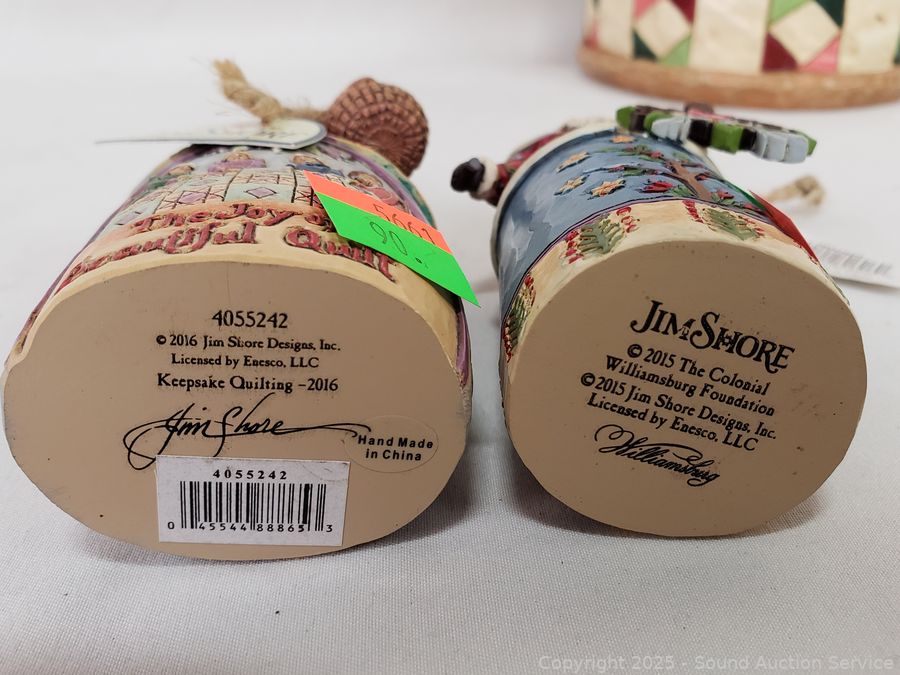 The Joy
Beautiful Quilt
5661
90.
4055242
© 2016 Jim Shore Designs, Inc.
Licensed by Enesco, LLC
Keepsake Quilting – 2016
Jim Shore
Hand Made
in China
4055242
0 45544 88865 3
JIM SHORE
© 2015 The Colonial
Williamsburg Foundation
© 2015 Jim Shore Designs, Inc.
Licensed by Enesco, LLC
Williamsburg
Copyright 2025 - Sound Auction Service